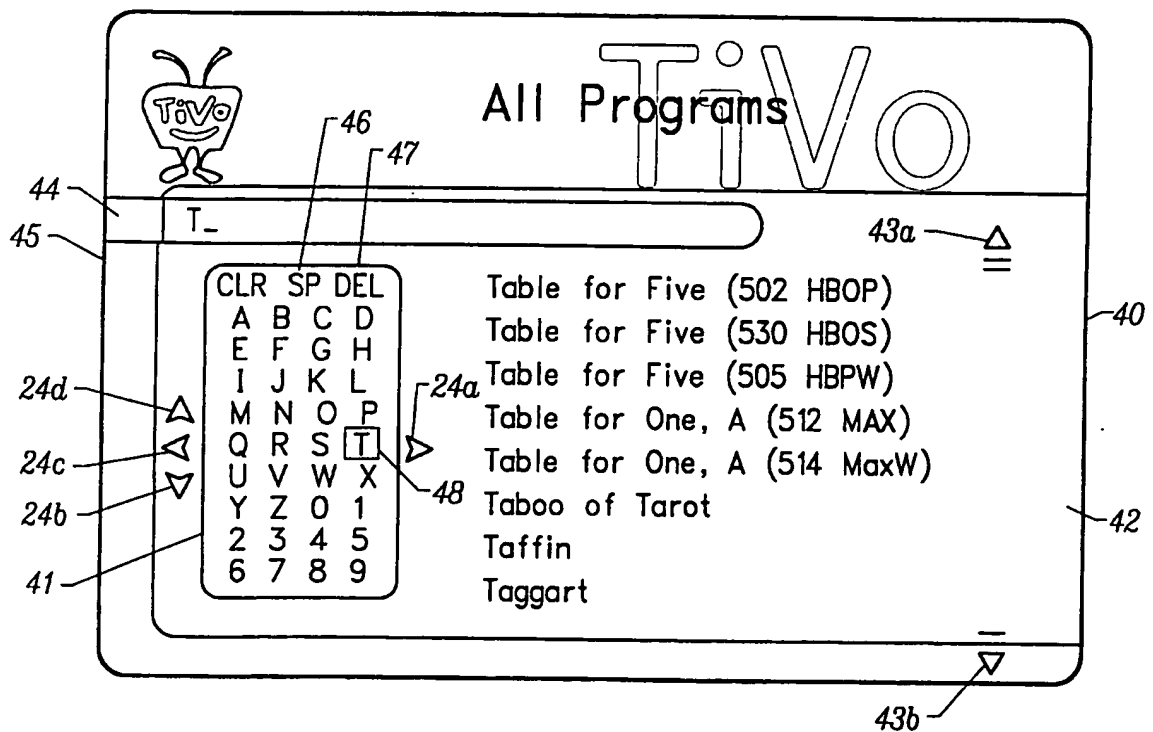 TiVo
TiVo
All Programs
46
47
44
45
T_
43a
CLR SP DEL
A B C D
E F G H
I J K L
M N O P
Q R S T
U V W X
Y Z 0 1
2 3 4 5
6 7 8 9
Table for Five (502 HBOP)
Table for Five (530 HBOS)
Table for Five (505 HBPW)
Table for One, A (512 MAX)
Table for One, A (514 MaxW)
Taboo of Tarot
Taffin
Taggart
40
24d
24a
24c
24b
48
42
41
43b